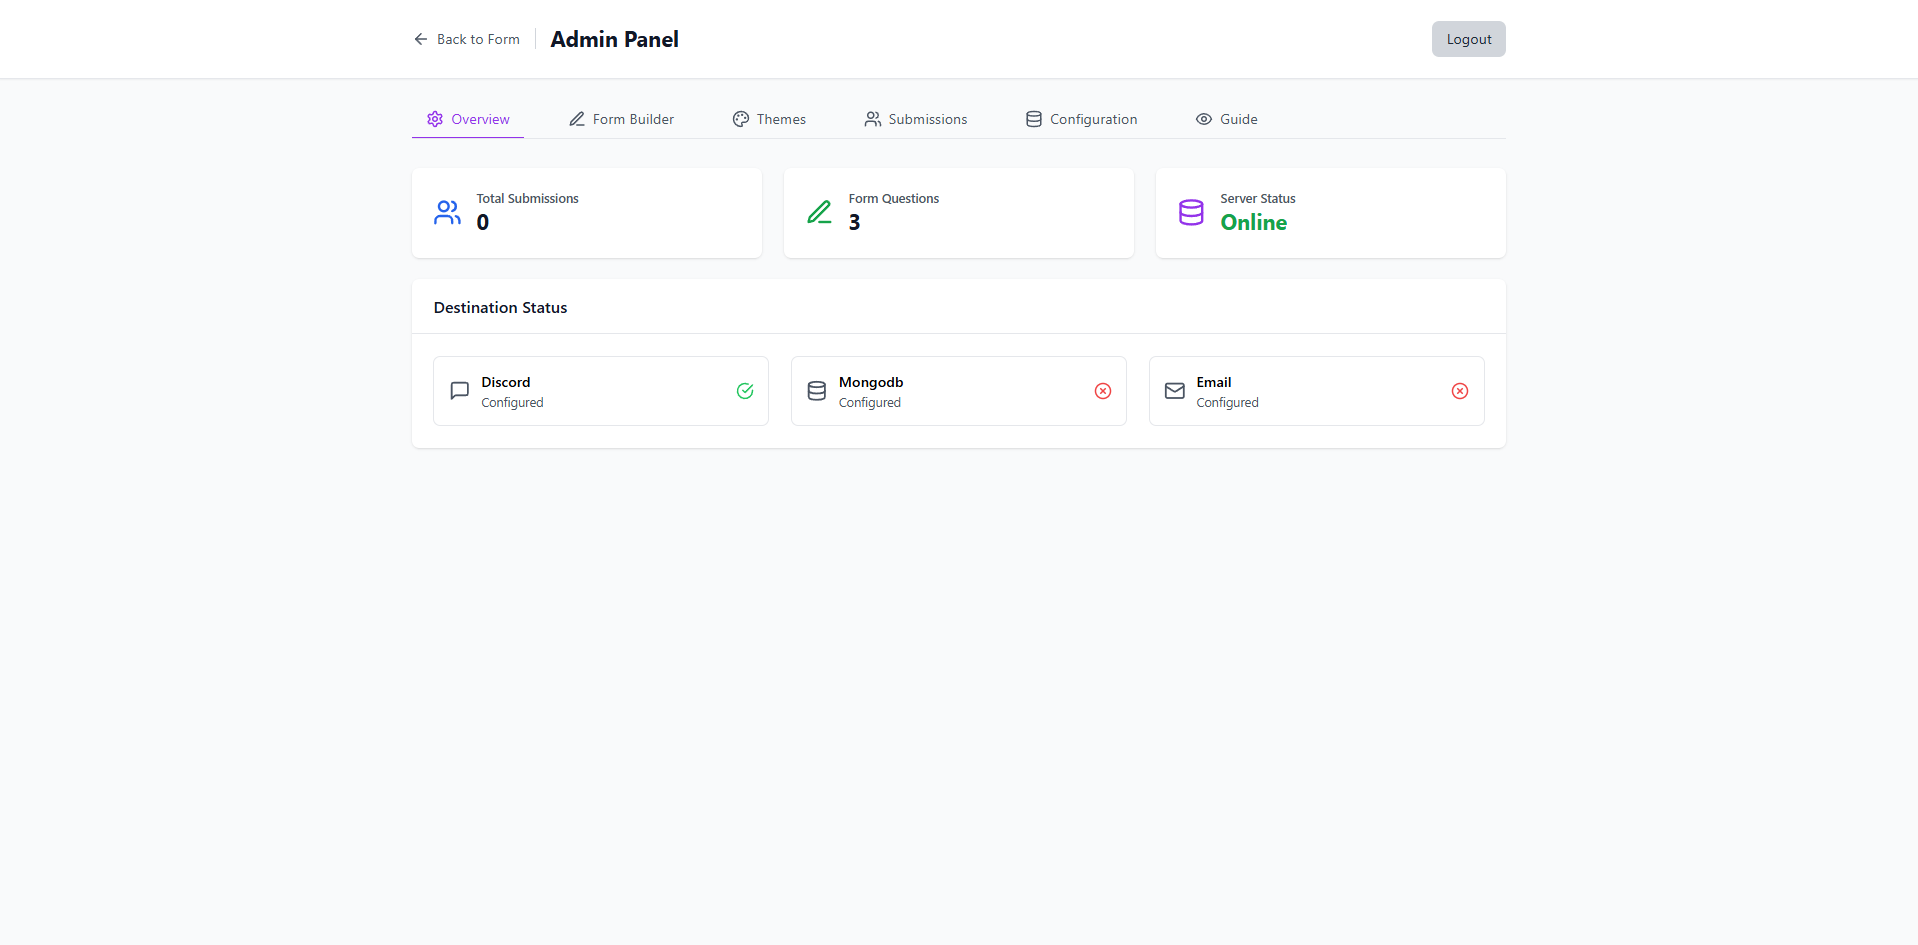 Back to Form
Admin Panel
Logout
Overview
Form Builder
Themes
Submissions
Configuration
Guide
Total Submissions
0
Form Questions
3
Server Status
Online
Destination Status
Discord
Configured
Mongodb
Configured
Email
Configured